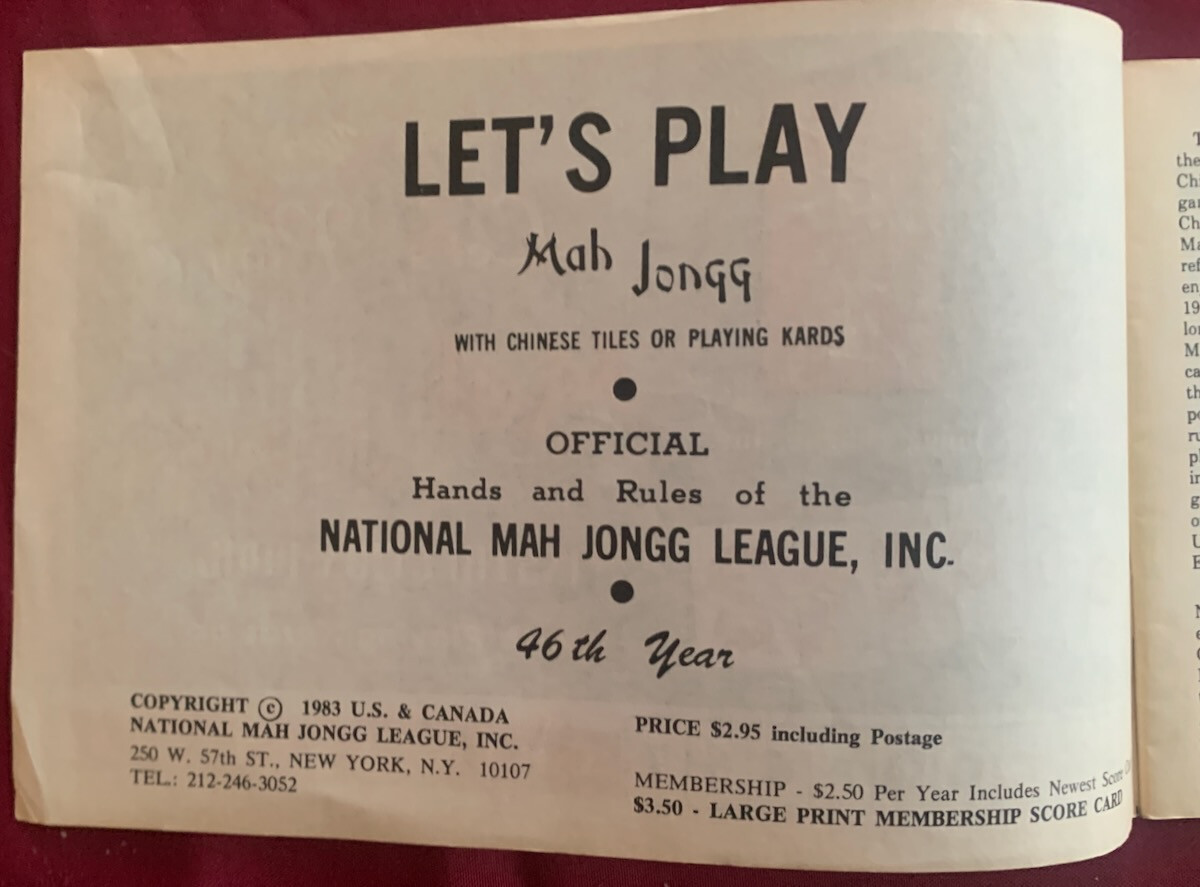 LET'S PLAY
Mah Jongg
WITH CHINESE TILES OR PLAYING KARDS
OFFICIAL
Hands and Rules of the
NATIONAL MAH JONGG LEAGUE, INC.
46th Year
COPYRIGHT © 1983 U.S. & CANADA
NATIONAL MAH JONGG LEAGUE, INC.
250 W. 57th ST., NEW YORK, N.Y. 10107
TEL.: 212-246-3052
PRICE $2.95 including Postage
MEMBERSHIP - $2.50 Per Year Includes Newest Score
$3.50 - LARGE PRINT MEMBERSHIP SCORE CARD
the